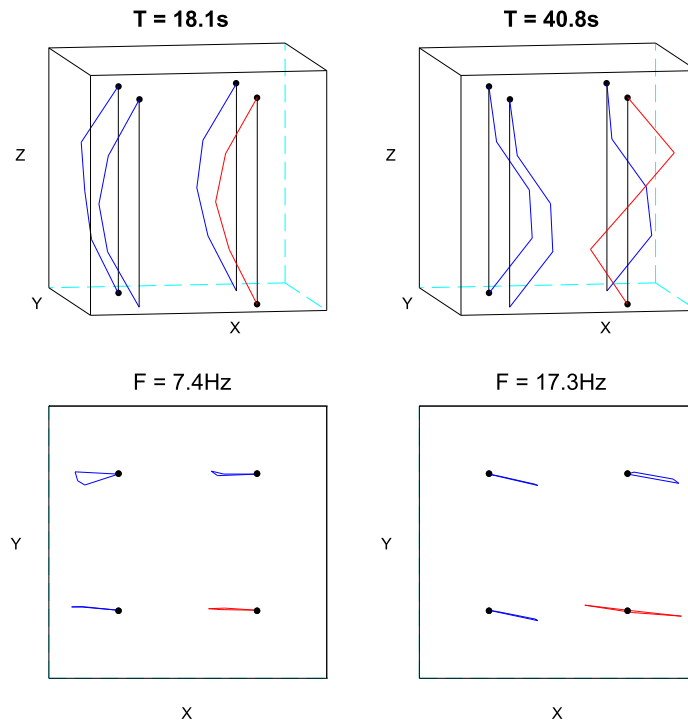 T = 18.1s
T = 40.8s
Z
Z
Y
Y
X
X
F = 7.4Hz
F = 17.3Hz
Y
Y
X
X